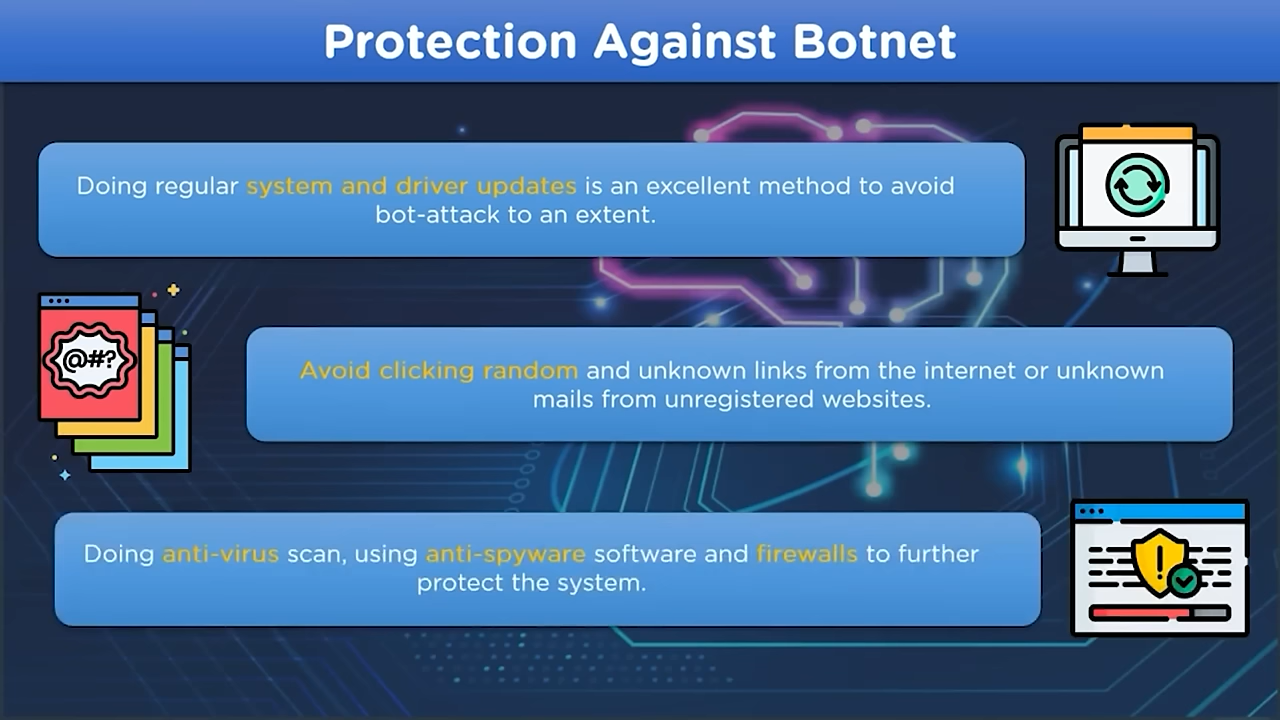 Protection Against Botnet
Doing regular system and driver updates is an excellent method to avoid
bot-attack to an extent.
@#?
Avoid clicking random and unknown links from the internet or unknown
mails from unregistered websites.
Doing anti-virus scan, using anti-spyware software and firewalls to further
protect the system.